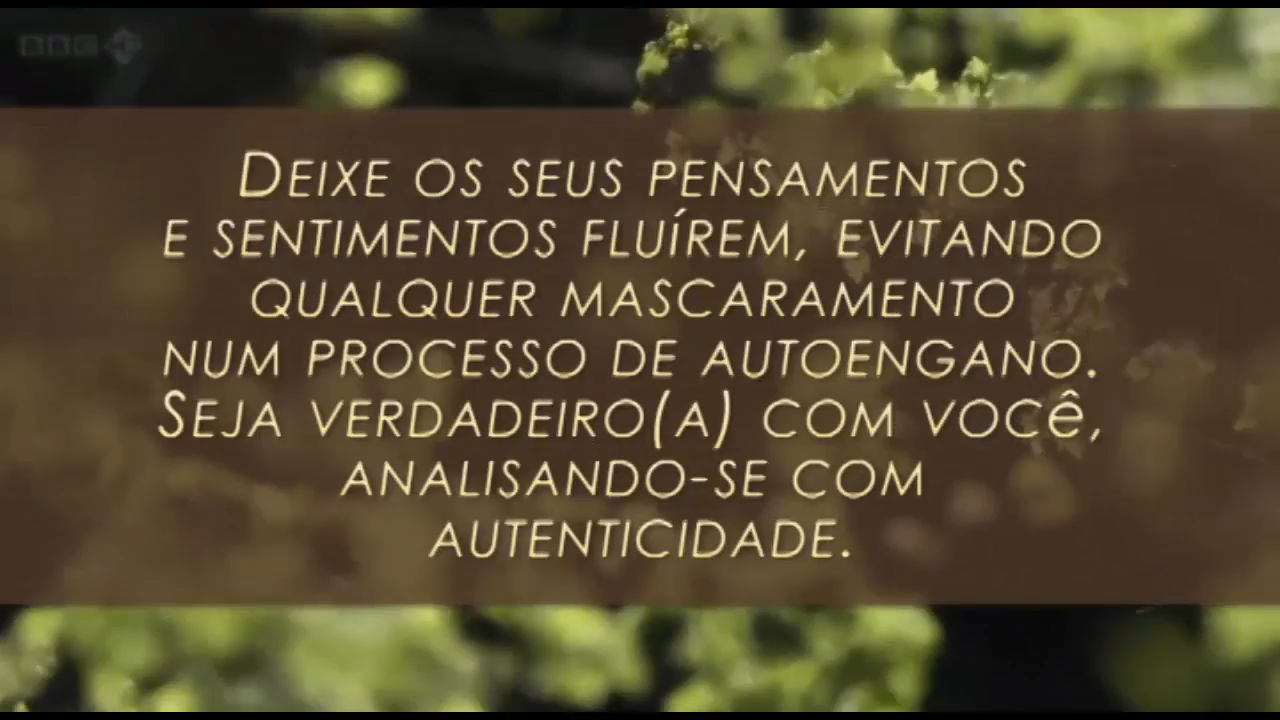 DEIXE OS SEUS PENSAMENTOS
E SENTIMENTOS FLUÍREM, EVITANDO
QUALQUER MASCARAMENTO
NUM PROCESSO DE AUTOENGANO.
SEJA VERDADEIRO(A) COM VOCÊ,
ANALISANDO-SE COM
AUTENTICIDADE.